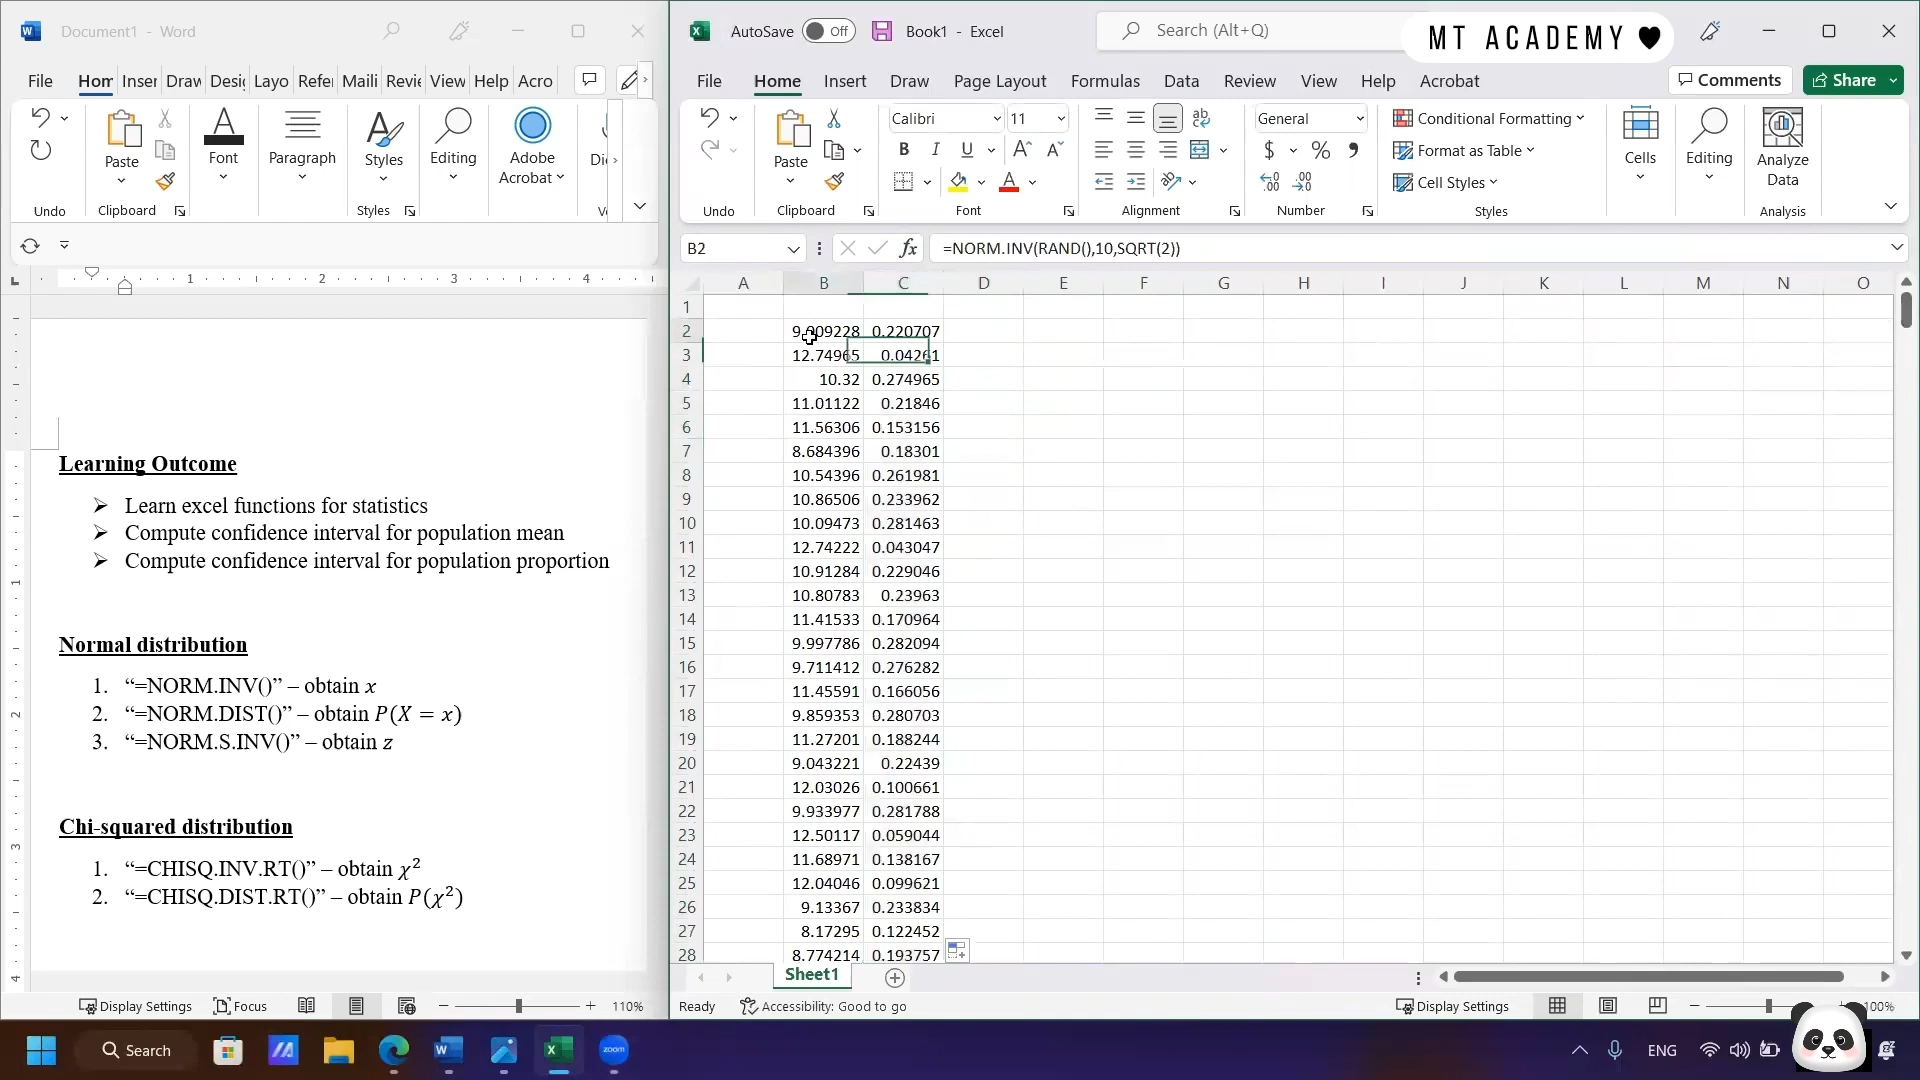 Document1 - Word
File Hom Inser Draw Desig Layo Refer Maili Revie View Help Acro
Paste Font Paragraph Styles Editing Adobe Acrobat
Undo Clipboard Styles
1 2 3 4
Learning Outcome
➢ Learn excel functions for statistics
➢ Compute confidence interval for population mean
➢ Compute confidence interval for population proportion
Normal distribution
1. “=NORM.INV()” – obtain x
2. “=NORM.DIST()” – obtain P(X = x)
3. “=NORM.S.INV()” – obtain z
Chi-squared distribution
1. “=CHISQ.INV.RT()” – obtain χ²
2. “=CHISQ.DIST.RT()” – obtain P(χ²)
Display Settings Focus 110%
AutoSave Off Book1 - Excel Search (Alt+Q) MT ACADEMY
File Home Insert Draw Page Layout Formulas Data Review View Help Acrobat Comments Share
Calibri 11 General Conditional Formatting
Paste B I U $ % Format as Table Cells Editing Analyze Data
Cell Styles
Undo Clipboard Font Alignment Number Styles Analysis
B2 fx =NORM.INV(RAND(),10,SQRT(2))
A B C D E F G H I J K L M N O
1
2 9.009228 0.220707
3 12.74965 0.04261
4 10.32 0.274965
5 11.01122 0.21846
6 11.56306 0.153156
7 8.684396 0.18301
8 10.54396 0.261981
9 10.86506 0.233962
10 10.09473 0.281463
11 12.74222 0.043047
12 10.91284 0.229046
13 10.80783 0.23963
14 11.41533 0.170964
15 9.997786 0.282094
16 9.711412 0.276282
17 11.45591 0.166056
18 9.859353 0.280703
19 11.27201 0.188244
20 9.043221 0.22439
21 12.03026 0.100661
22 9.933977 0.281788
23 12.50117 0.059044
24 11.68971 0.138167
25 12.04046 0.099621
26 9.13367 0.233834
27 8.17295 0.122452
28 8.774214 0.193757
Sheet1
Ready Accessibility: Good to go Display Settings 100%
Search zoom ENG